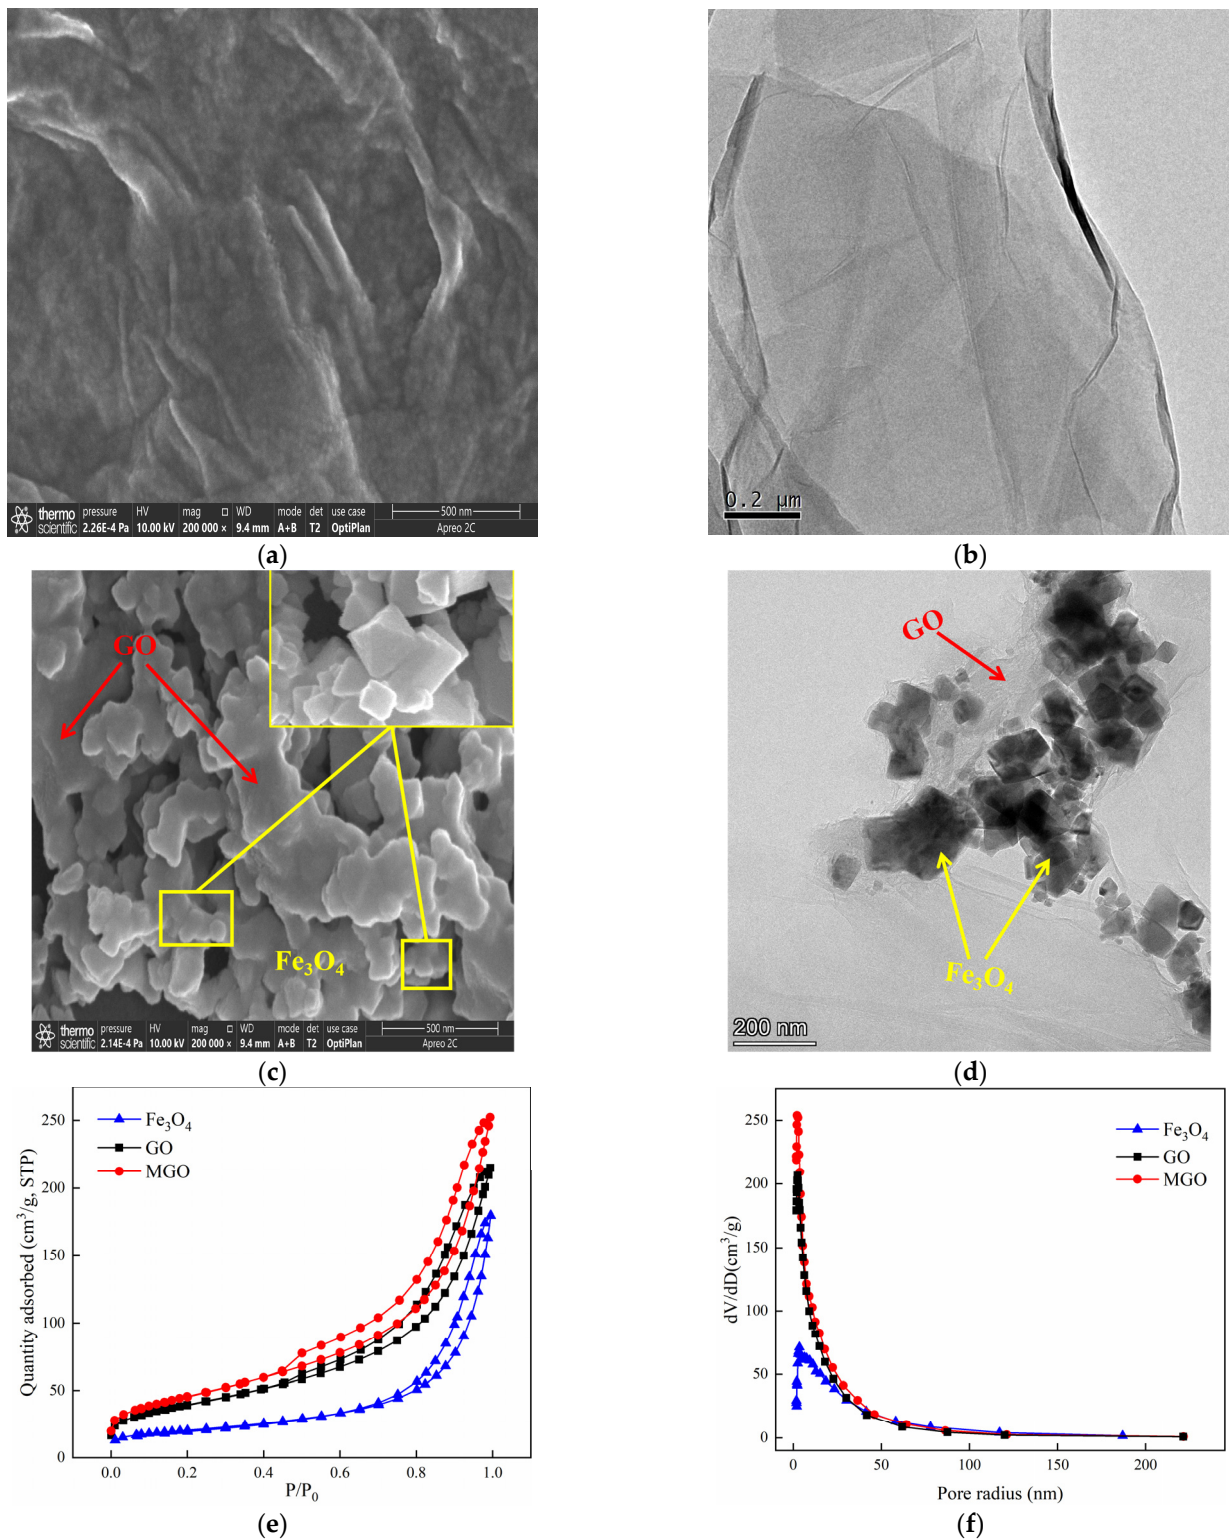 thermo scientific
pressure HV mag □ WD mode det use case 500 nm
2.26E-4 Pa 10.00 kV 200 000 × 9.4 mm A+B T2 OptiPlan Apreo 2C
(a)
0.2 μm
(b)
GO
Fe3O4
thermo scientific
pressure HV mag □ WD mode det use case 500 nm
2.14E-4 Pa 10.00 kV 200 000 × 9.4 mm A+B T2 OptiPlan Apreo 2C
(c)
GO
Fe3O4
200 nm
(d)
Quantity adsorbed (cm³/g, STP)
250
200
150
100
50
0
Fe3O4
GO
MGO
0.0 0.2 0.4 0.6 0.8 1.0
P/P0
(e)
dV/dD(cm³/g)
250
200
150
100
50
0
Fe3O4
GO
MGO
0 50 100 150 200
Pore radius (nm)
(f)